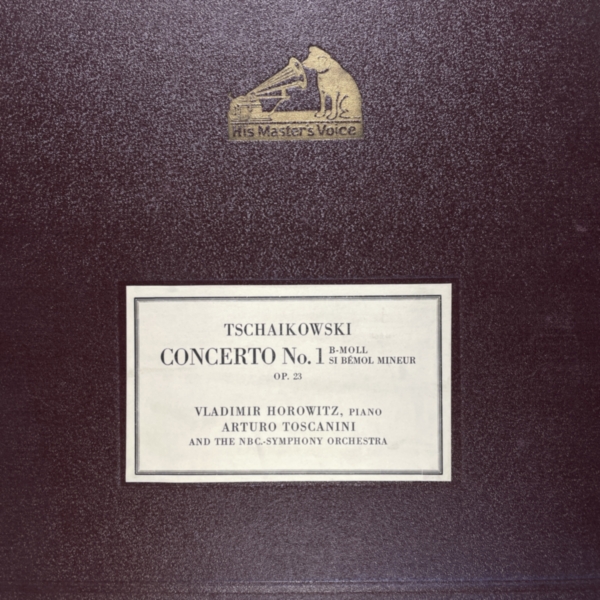 His Master's Voice
TSCHAIKOWSKI
CONCERTO No. 1 B-MOLL
SI BÉMOL MINEUR
OP. 23
VLADIMIR HOROWITZ, PIANO
ARTURO TOSCANINI
AND THE NBC.-SYMPHONY ORCHESTRA